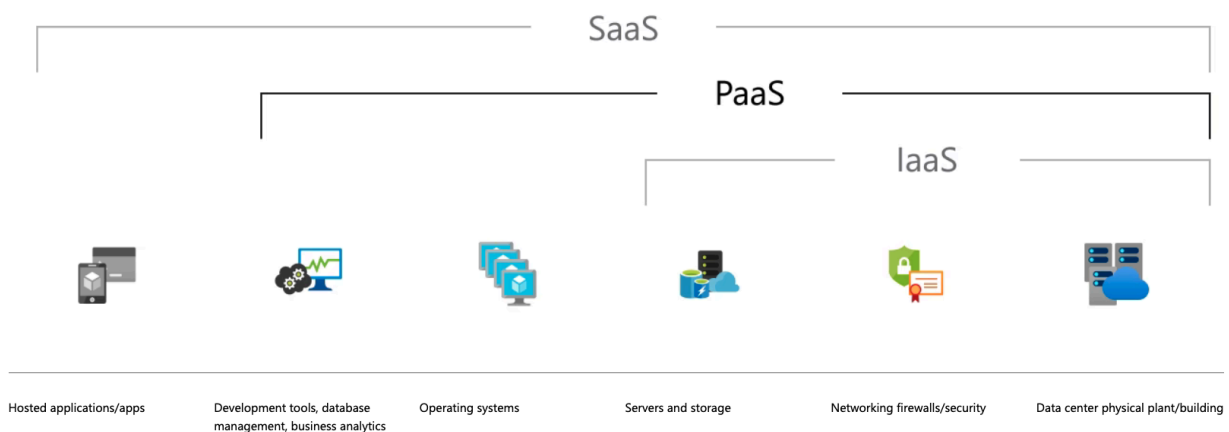 SaaS
PaaS
IaaS
Hosted applications/apps
Development tools, database
management, business analytics
Operating systems
Servers and storage
Networking firewalls/security
Data center physical plant/building